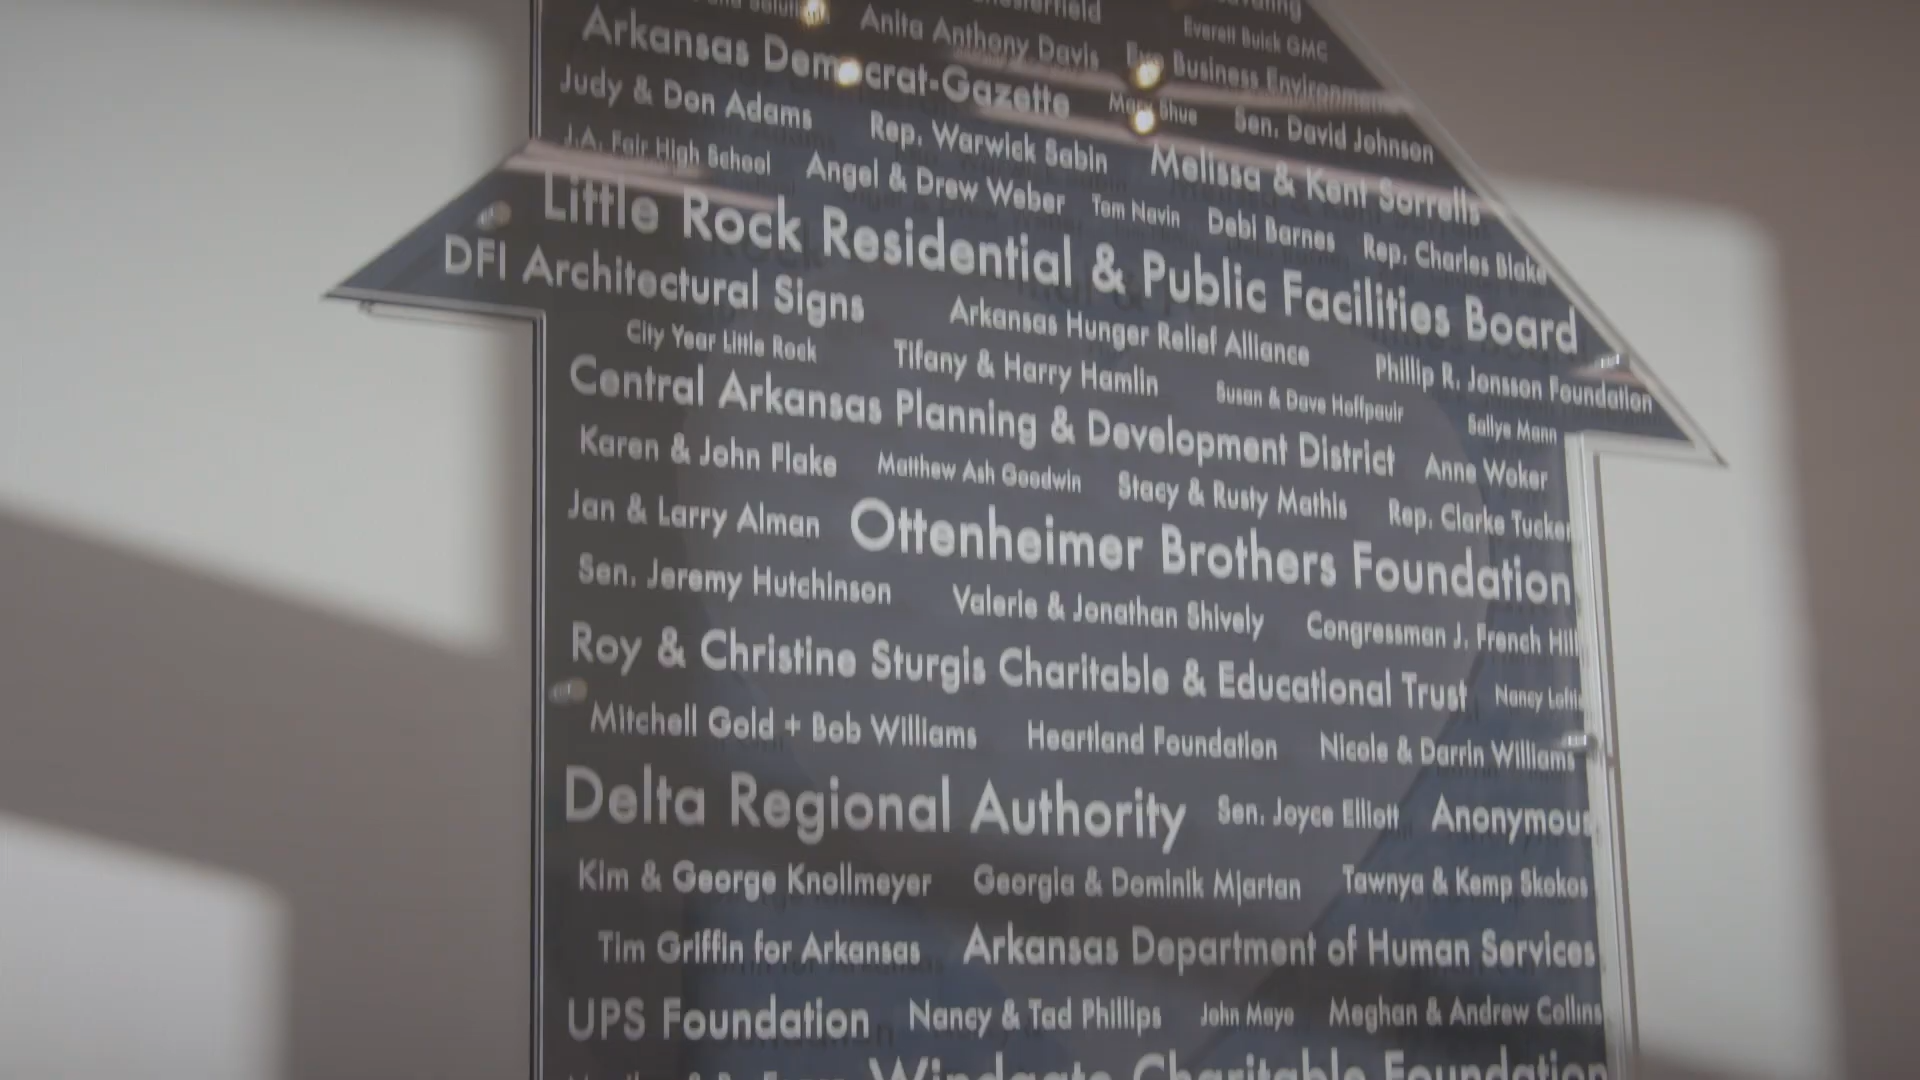 Anita Anthony Davis Everett Buick GMC
Arkansas Democrat-Gazette Business
Judy & Don Adams Rep. Warwick Sabin Sen. David Johnson
J.A. Fair High School Angel & Drew Weber Melissa & Kent Sorrells
Tom Navin Debi Barnes Rep. Charles Blake
Little Rock Residential & Public Facilities Board
DFI Architectural Signs Arkansas Hunger Relief Alliance Phillip R. Jonsson Foundation
City Year Little Rock Tifany & Harry Hamlin Susan & Dave Hoffpauir Sallye Mann
Central Arkansas Planning & Development District Anne Woker
Karen & John Flake Matthew Ash Goodwin Stacy & Rusty Mathis Rep. Clarke Tucker
Jan & Larry Alman Ottenheimer Brothers Foundation
Sen. Jeremy Hutchinson Valerie & Jonathan Shively Congressman J. French Hill
Roy & Christine Sturgis Charitable & Educational Trust Nancy
Mitchell Gold + Bob Williams Heartland Foundation Nicole & Darrin Williams
Delta Regional Authority Sen. Joyce Elliott Anonymous
Kim & George Knollmeyer Georgia & Dominik Mjartan Tawnya & Kemp Skokos
Tim Griffin for Arkansas Arkansas Department of Human Services
UPS Foundation Nancy & Tad Phillips John Mayo Meghan & Andrew Collins
Charitable Foundation